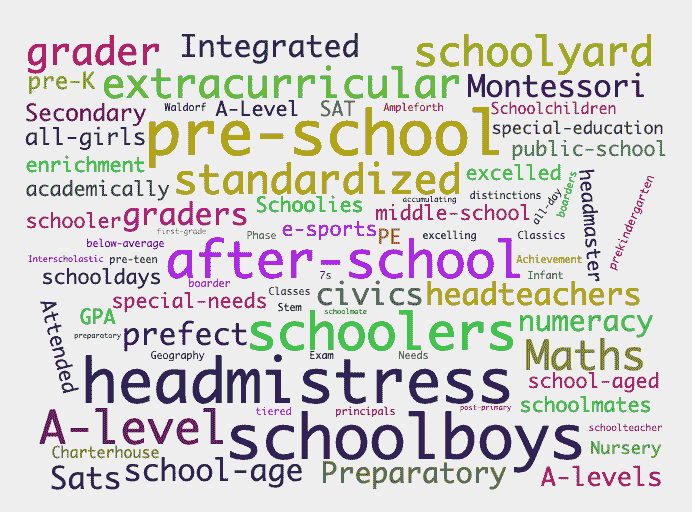 grader Integrated schoolyard
pre-K extracurricular Montessori
Secondary Waldorf A-Level SAT Ampleforth Schoolchildren
all-girls pre-school special-education
public-school
enrichment standardized excelled
academically accumulating distinctions all-day boarders headmaster prekindergarten
schooler graders Schoolies middle-school
first-grade Phase e-sports PE excelling Classics
below-average
Interscholastic pre-teen after-school Achievement
schooldays boarder 7s Infant
special-needs Classes civics headteachers
Attended GPA Stem schoolmate
preparatory prefect schoolers numeracy
Geography Exam Needs Maths
headmistress school-aged
A-level tiered principals post-primary schoolmates
schoolboys schoolteacher
Charterhouse Nursery
Sats school-age Preparatory A-levels